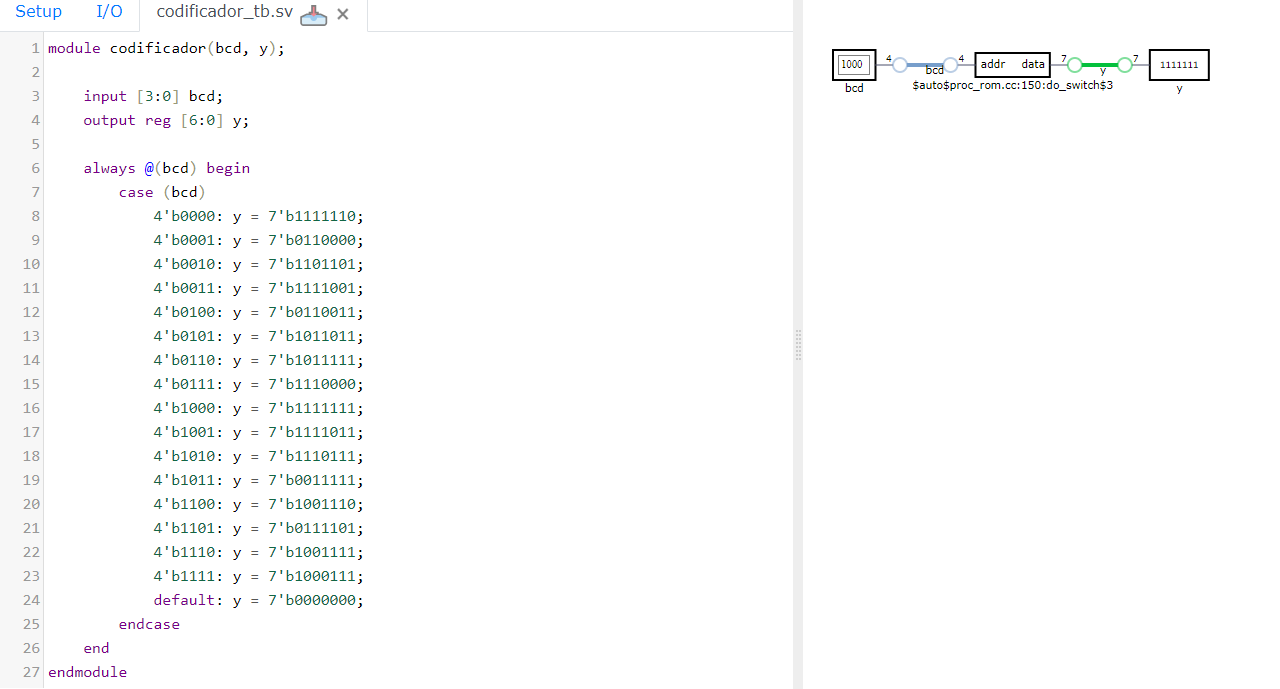 Setup I/O codificador_tb.sv
1 module codificador(bcd, y);
2
3 input [3:0] bcd;
4 output reg [6:0] y;
5
6 always @(bcd) begin
7 case (bcd)
8 4'b0000: y = 7'b1111110;
9 4'b0001: y = 7'b0110000;
10 4'b0010: y = 7'b1101101;
11 4'b0011: y = 7'b1111001;
12 4'b0100: y = 7'b0110011;
13 4'b0101: y = 7'b1011011;
14 4'b0110: y = 7'b1011111;
15 4'b0111: y = 7'b1110000;
16 4'b1000: y = 7'b1111111;
17 4'b1001: y = 7'b1111011;
18 4'b1010: y = 7'b1110111;
19 4'b1011: y = 7'b0011111;
20 4'b1100: y = 7'b1001110;
21 4'b1101: y = 7'b0111101;
22 4'b1110: y = 7'b1001111;
23 4'b1111: y = 7'b1000111;
24 default: y = 7'b0000000;
25 endcase
26 end
27 endmodule
1000 4 bcd 4 addr data 7 y 7 1111111
bcd $auto$proc_rom.cc:150:do_switch$3 y